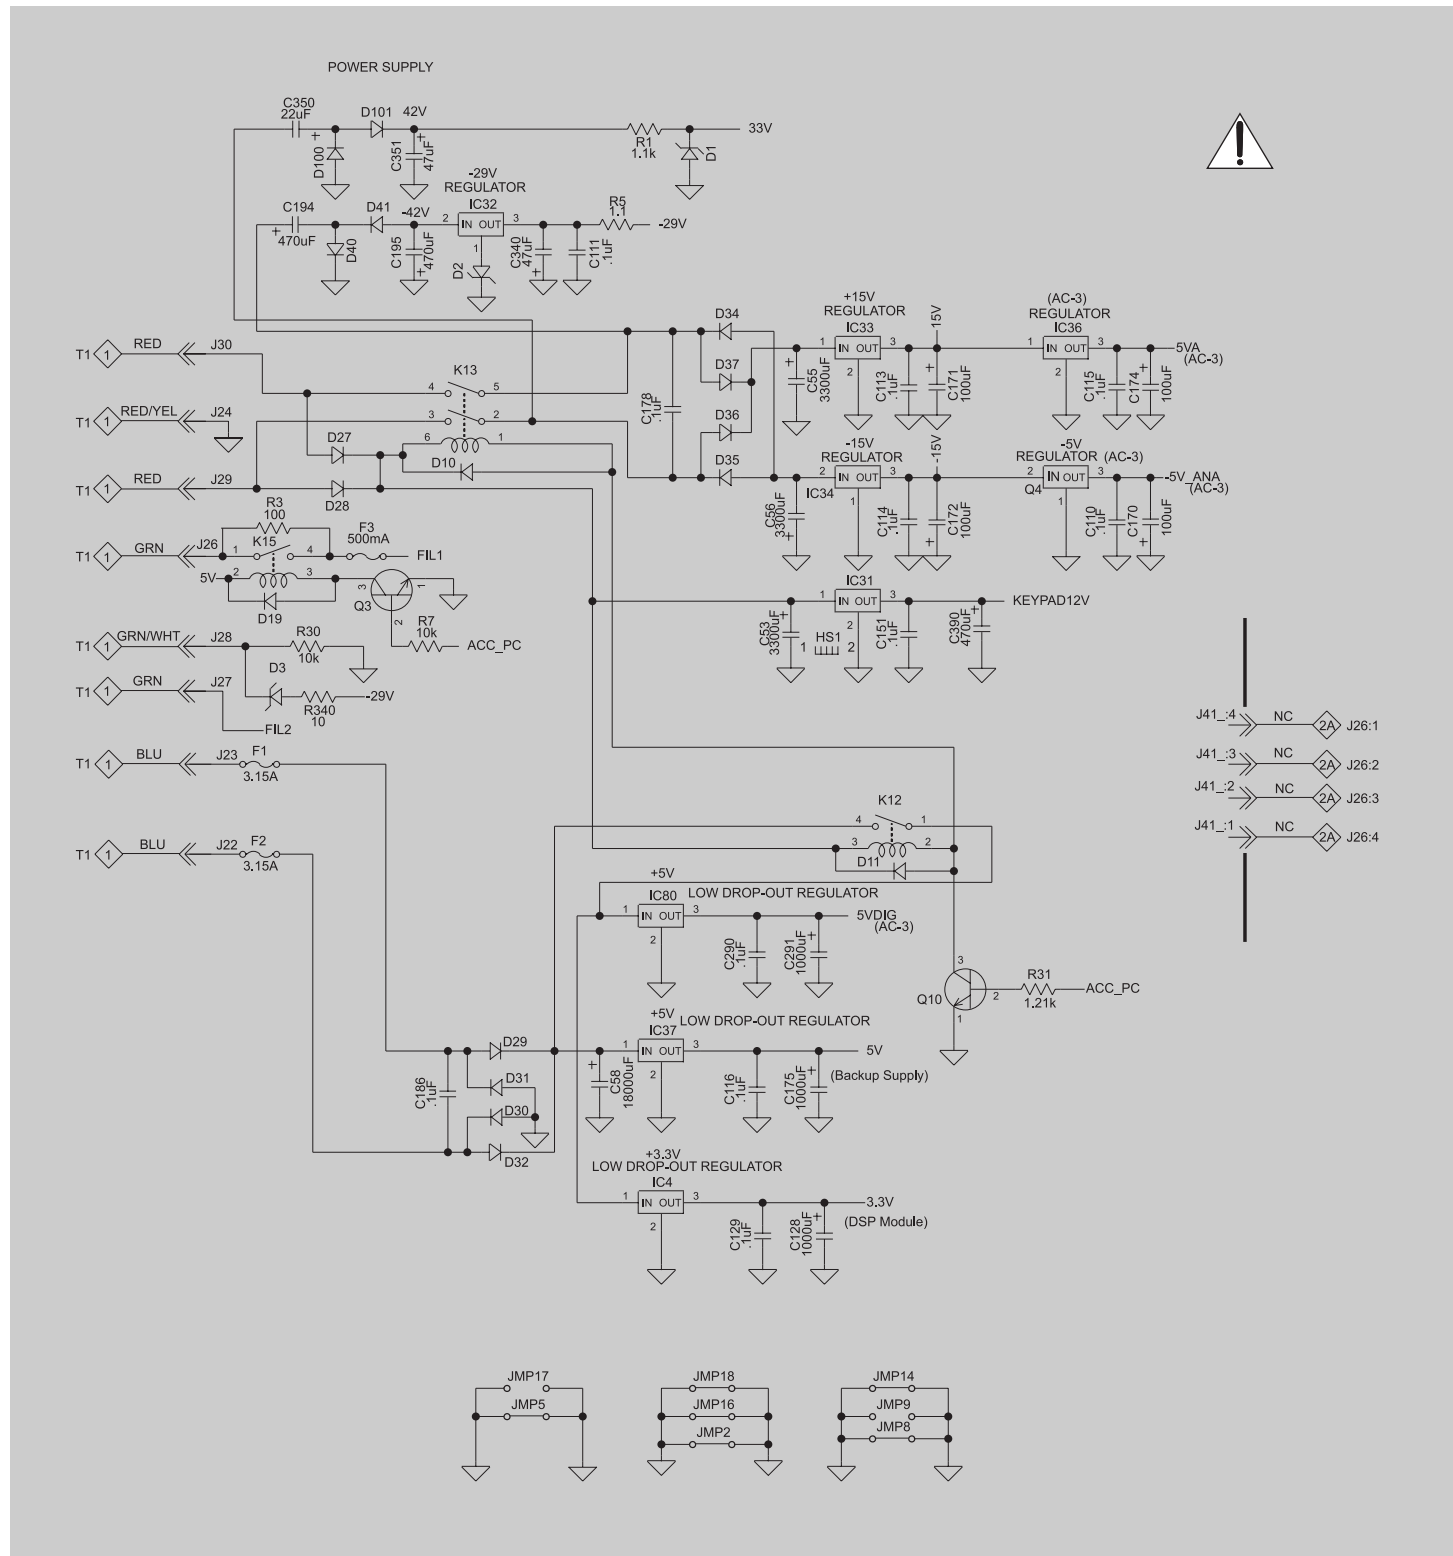 POWER SUPPLY
C350
22uF
D101
42V
+
D100
C351
47uF
+
R1
1.1k
D1
33V
-29V
REGULATOR
IC32
C194
+
470uF
D41
-42V
D40
C195
470uF
+
2
IN OUT
3
1
D2
C340
47uF
+
C111
.1uF
R5
1.1
-29V
T1
1
RED
J30
T1
1
RED/YEL
J24
T1
1
RED
J29
K13
4
5
3
2
6
1
D27
D10
D28
C178
.1uF
D34
D37
D36
D35
+15V
REGULATOR
IC33
1
IN OUT
3
2
+
C55
3300uF
C113
.1uF
15V
+
C171
100uF
(AC-3)
REGULATOR
IC36
1
IN OUT
3
2
C115
.1uF
+
C174
100uF
5VA
(AC-3)
-15V
REGULATOR
IC34
2
IN OUT
3
1
C56
3300uF
+
C114
.1uF
-15V
C172
100uF
+
-5V
REGULATOR (AC-3)
Q4
2
IN OUT
3
1
C110
.1uF
C170
100uF
+
-5V_ANA
(AC-3)
R3
100
T1
1
GRN
J26
K15
1
4
F3
500mA
FIL1
5V
2
3
D19
3
1
Q3
2
R7
10k
ACC_PC
IC31
1
IN OUT
3
2
KEYPAD12V
+
C53
3300uF
HS1
1
2
C151
.1uF
C390
470uF
+
T1
1
GRN/WHT
J28
R30
10k
D3
R340
10
-29V
T1
1
GRN
J27
FIL2
T1
1
BLU
J23
F1
3.15A
T1
1
BLU
J22
F2
3.15A
J41_:4
NC
2A
J26:1
J41_:3
NC
2A
J26:2
J41_:2
NC
2A
J26:3
J41_:1
NC
2A
J26:4
K12
4
1
3
2
D11
+5V
LOW DROP-OUT REGULATOR
IC80
1
IN OUT
3
2
C290
.1uF
C291
1000uF
+
5VDIG
(AC-3)
3
Q10
2
1
R31
1.21k
ACC_PC
+5V
LOW DROP-OUT REGULATOR
IC37
1
IN OUT
3
2
+
C58
18000uF
C116
.1uF
C175
1000uF
+
5V
(Backup Supply)
C186
.1uF
D29
D31
D30
D32
+3.3V
LOW DROP-OUT REGULATOR
IC4
1
IN OUT
3
2
C129
.1uF
C128
1000uF
+
3.3V
(DSP Module)
JMP17
JMP5
JMP18
JMP16
JMP2
JMP14
JMP9
JMP8